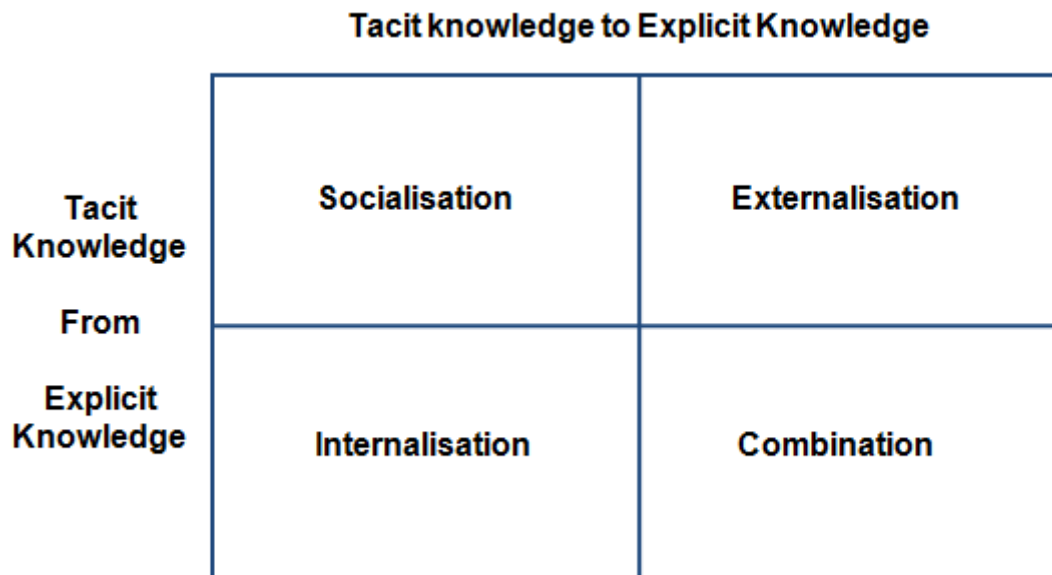 Tacit knowledge to Explicit Knowledge
Socialisation
Externalisation
Tacit
Knowledge
From
Explicit
Knowledge
Internalisation
Combination